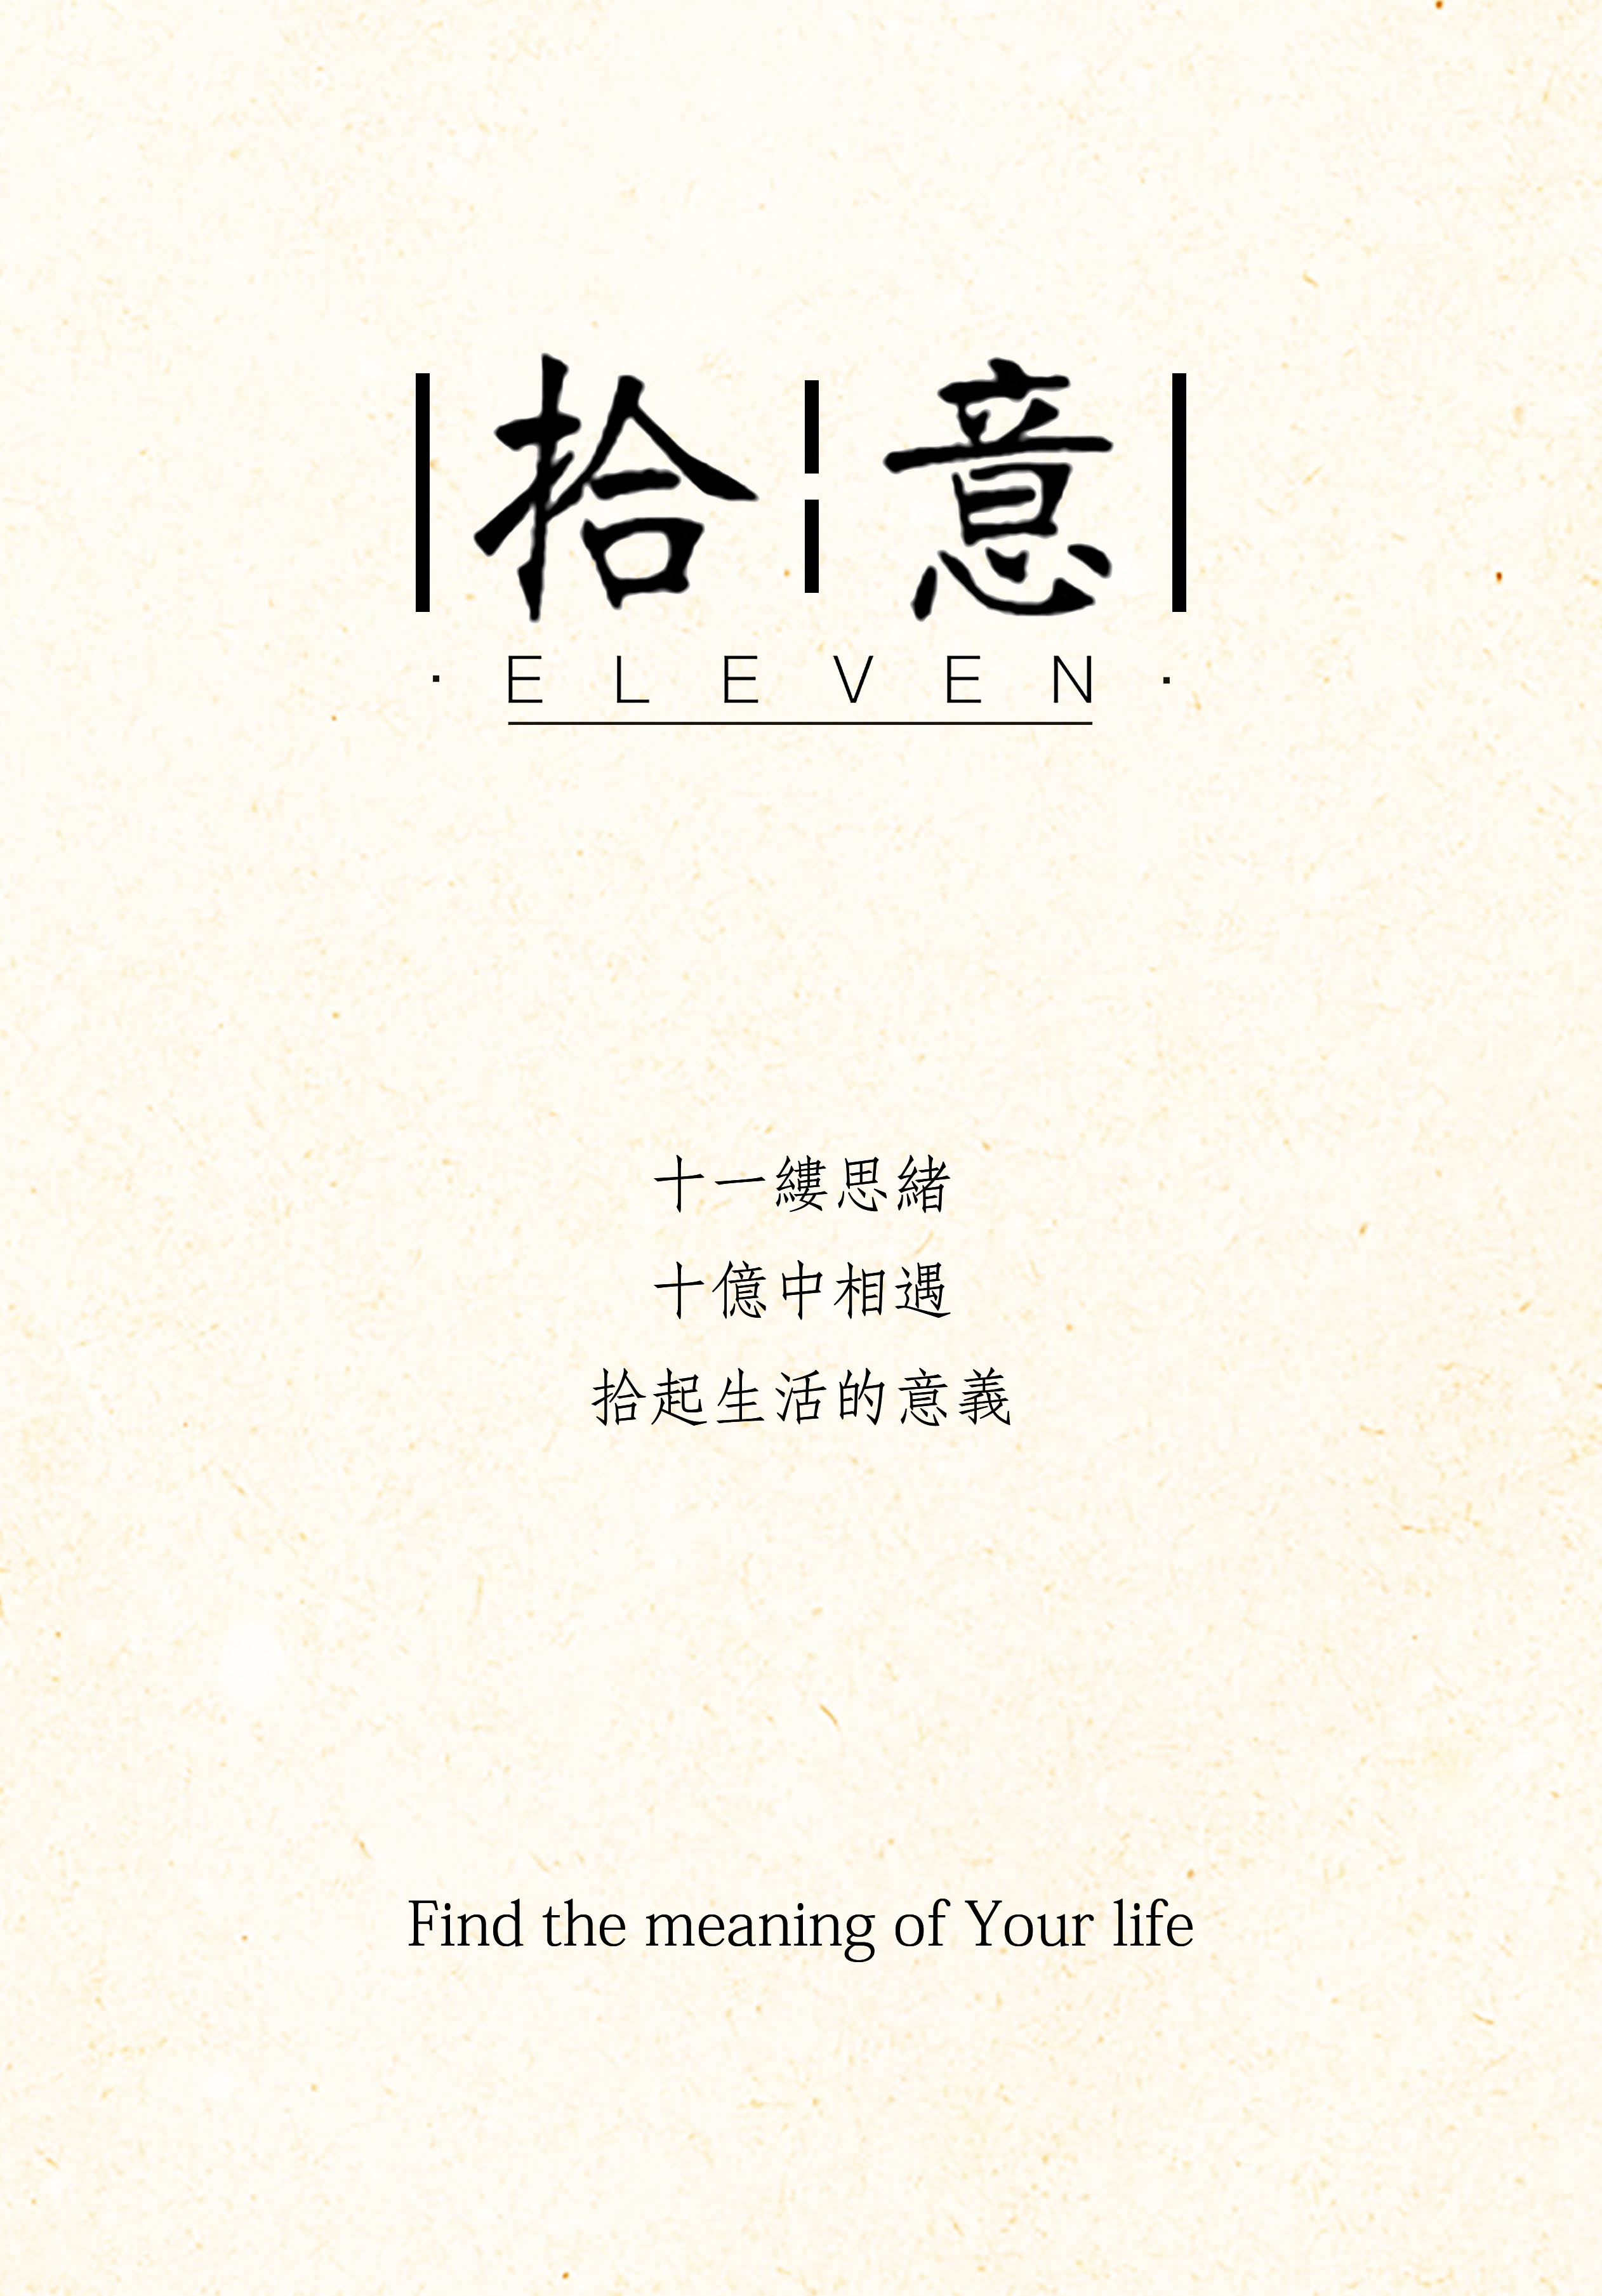 拾意
· ELEVEN ·
十一縷思緒
十億中相遇
拾起生活的意義
Find the meaning of Your life